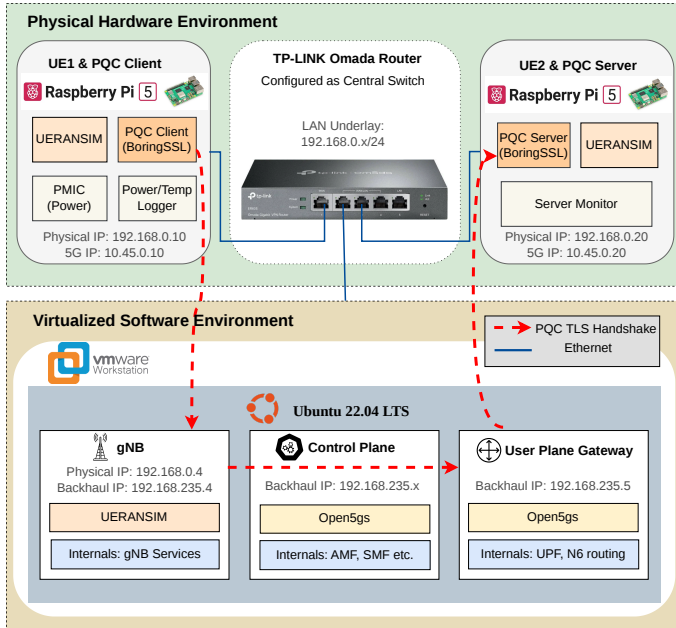 Physical Hardware Environment
UE1 & PQC Client
Raspberry Pi 5
UERANSIM
PQC Client
(BoringSSL)
PMIC
(Power)
Power/Temp
Logger
Physical IP: 192.168.0.10
5G IP: 10.45.0.10
TP-LINK Omada Router
Configured as Central Switch
LAN Underlay:
192.168.0.x/24
tp-link
UE2 & PQC Server
Raspberry Pi 5
PQC Server
(BoringSSL)
UERANSIM
Server Monitor
Physical IP: 192.168.0.20
5G IP: 10.45.0.20
Virtualized Software Environment
PQC TLS Handshake
Ethernet
vmware
Workstation
Ubuntu 22.04 LTS
gNB
Physical IP: 192.168.0.4
Backhaul IP: 192.168.235.4
UERANSIM
Internals: gNB Services
Control Plane
Backhaul IP: 192.168.235.x
Open5gs
Internals: AMF, SMF etc.
User Plane Gateway
Backhaul IP: 192.168.235.5
Open5gs
Internals: UPF, N6 routing